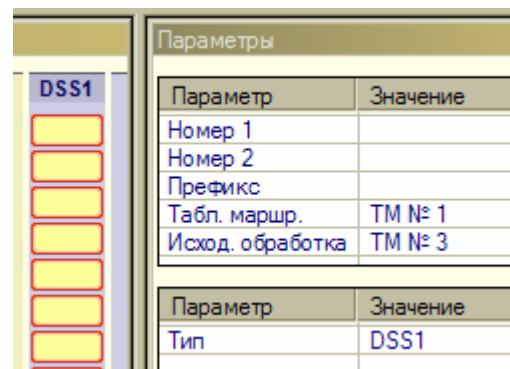 Параметры
DSS1
Параметр Значение
Номер 1
Номер 2
Префикс
Табл. маршр. ТМ № 1
Исход. обработка ТМ № 3
Параметр Значение
Тип DSS1